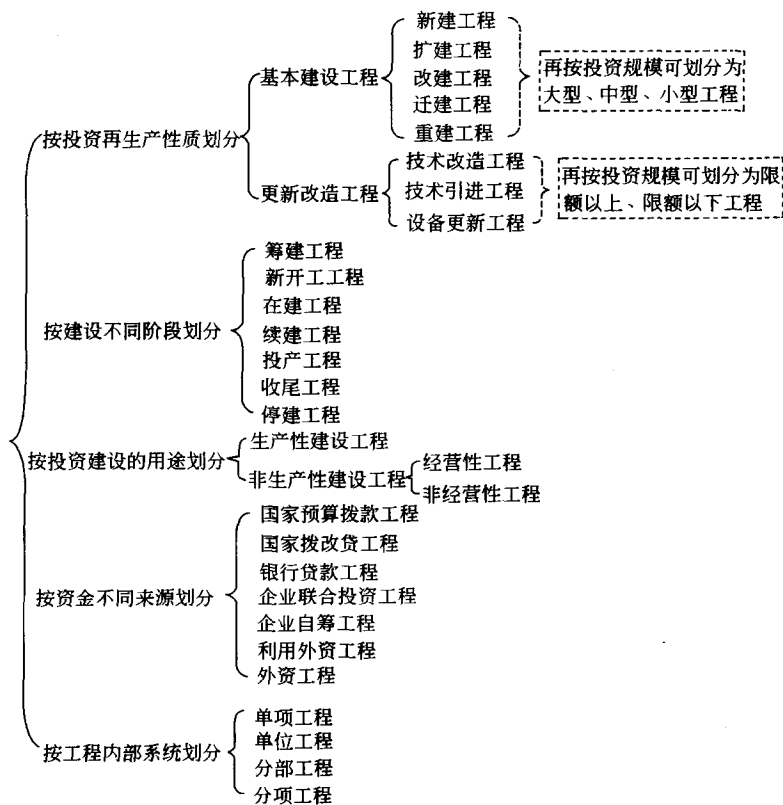 按投资再生产性质划分
基本建设工程
新建工程
扩建工程
改建工程
迁建工程
重建工程
再按投资规模可划分为
大型、中型、小型工程
更新改造工程
技术改造工程
技术引进工程
设备更新工程
再按投资规模可划分为限
额以上、限额以下工程
按建设不同阶段划分
筹建工程
新开工工程
在建工程
续建工程
投产工程
收尾工程
停建工程
按投资建设的用途划分
生产性建设工程
非生产性建设工程
经营性工程
非经营性工程
按资金不同来源划分
国家预算拨款工程
国家拨改贷工程
银行贷款工程
企业联合投资工程
企业自筹工程
利用外资工程
外资工程
按工程内部系统划分
单项工程
单位工程
分部工程
分项工程